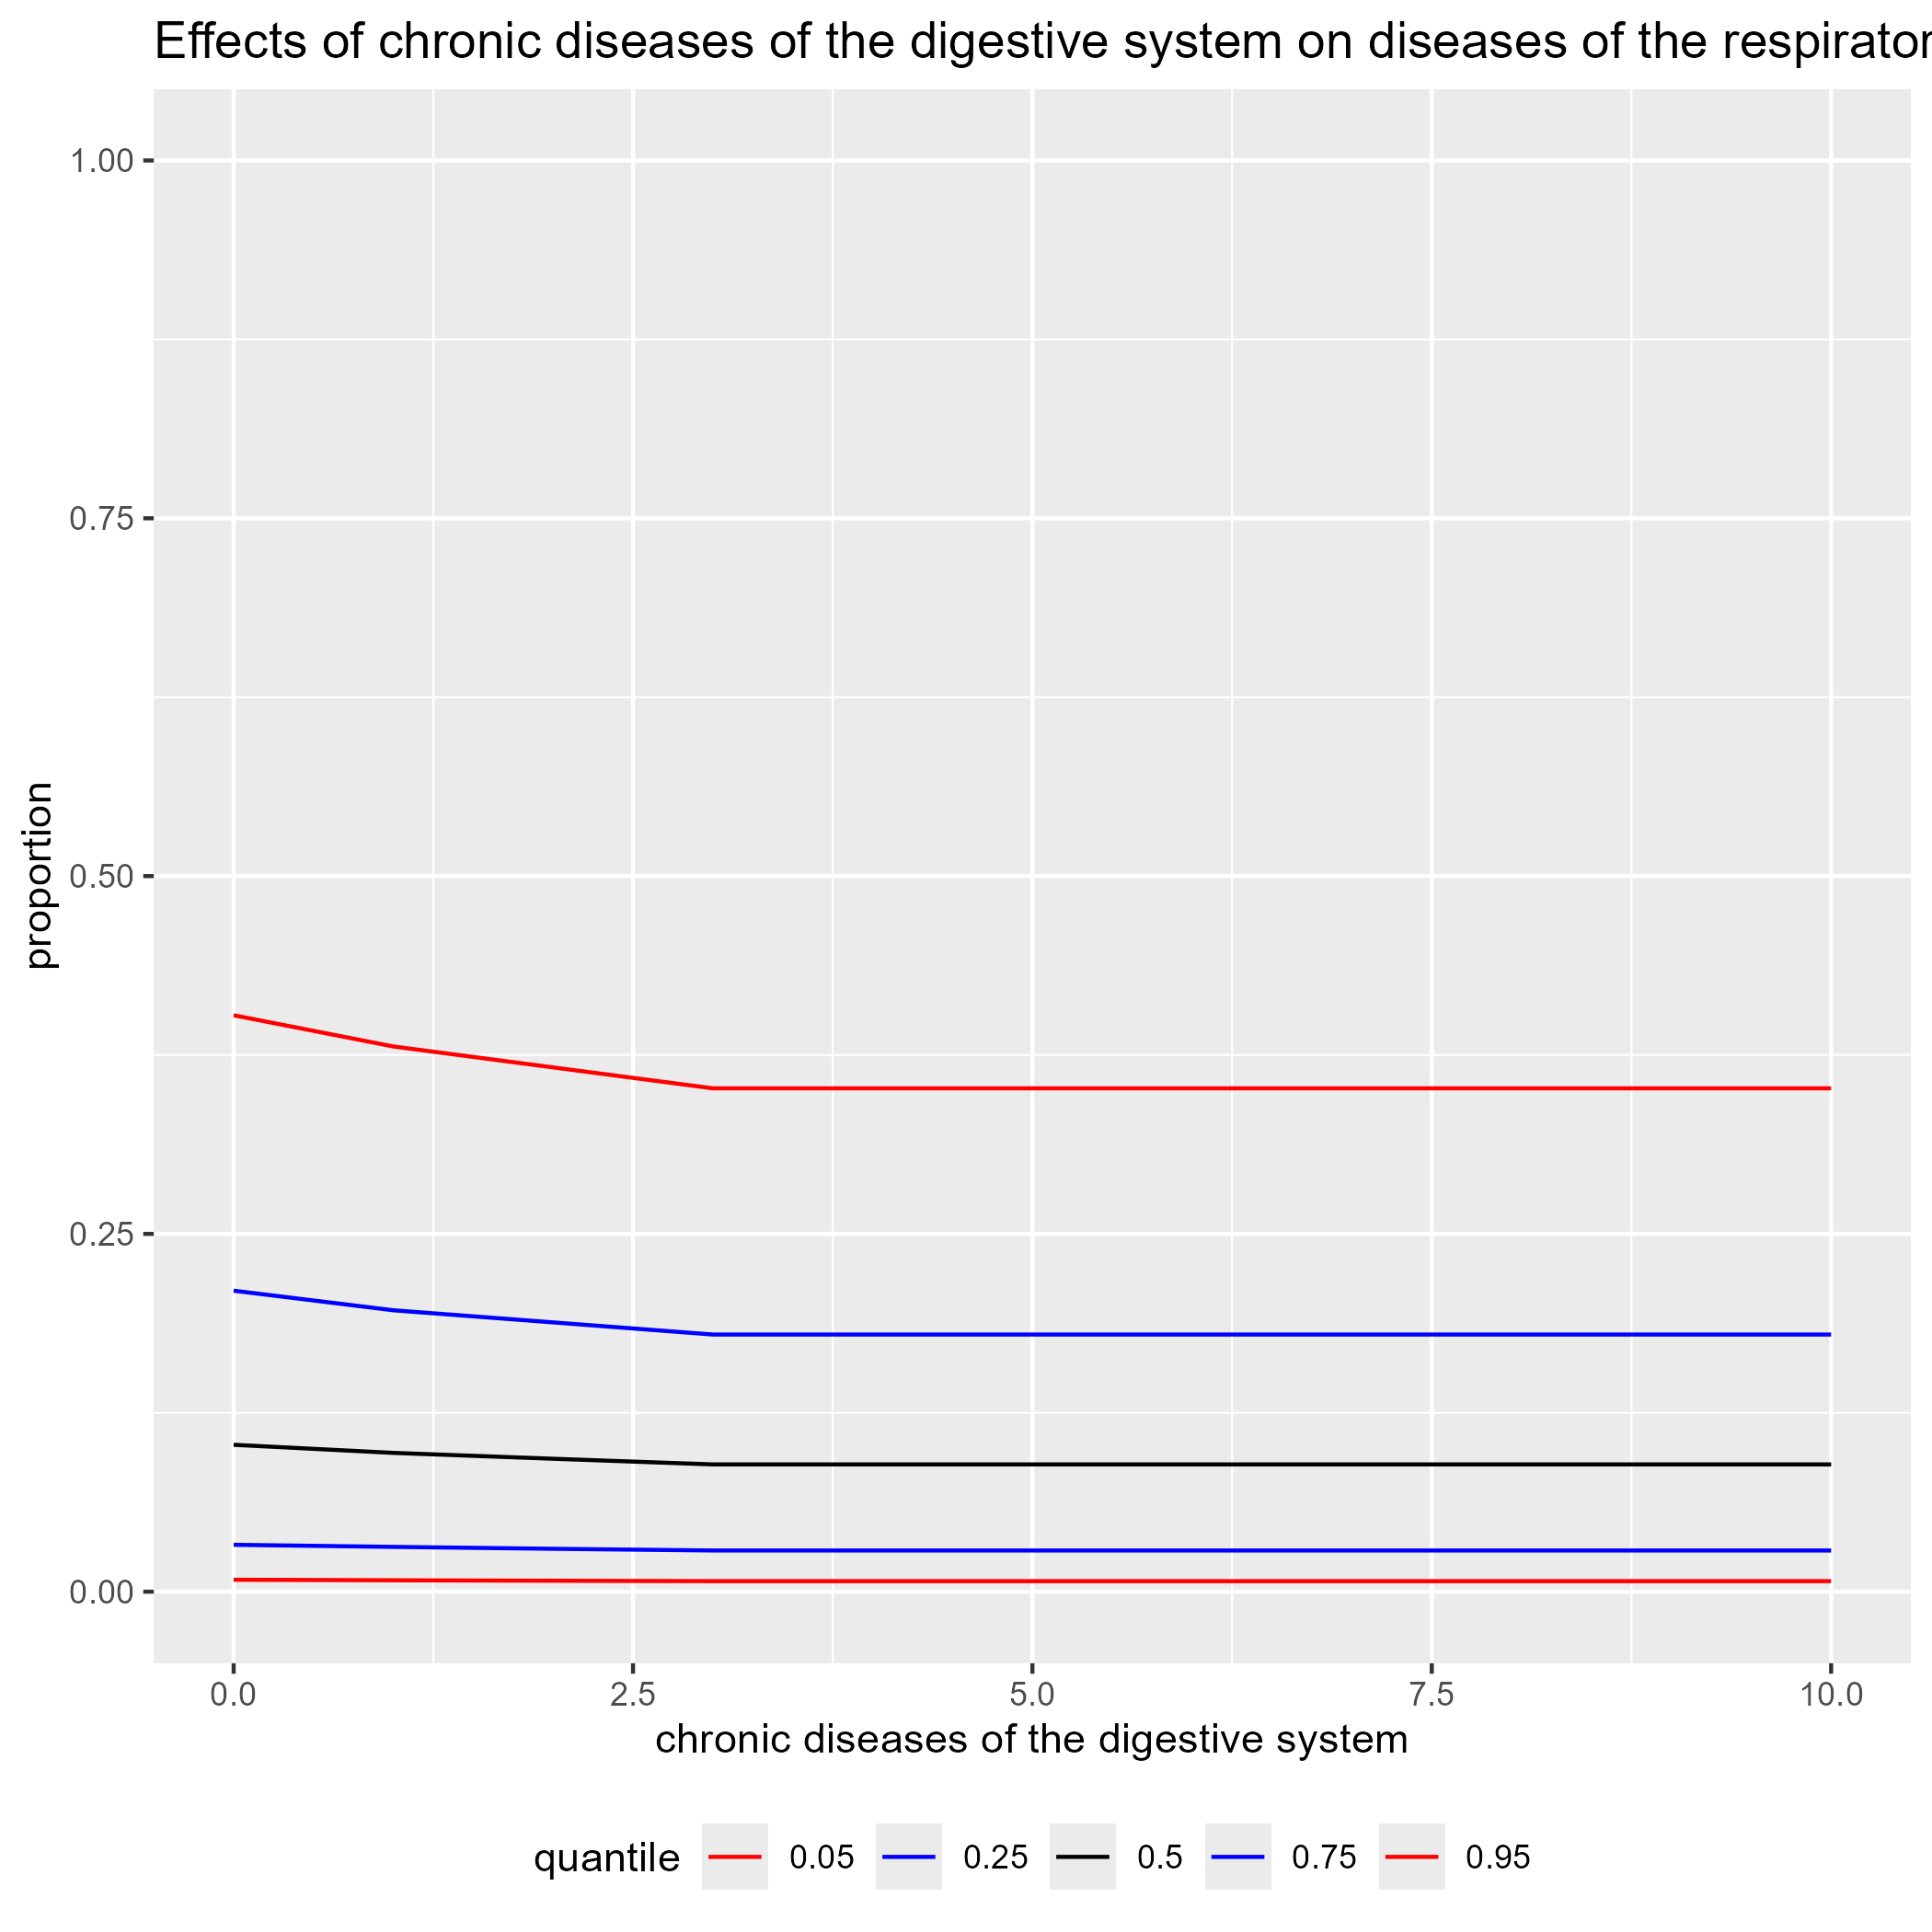 Effects of chronic diseases of the digestive system on diseases of the
1.00
0.75
0.50
0.25
0.00
proportion
0.0 2.5 5.0 7.5 10.0
chronic diseases of the digestive system
quantile 0.05 0.25 0.5 0.75 0.95